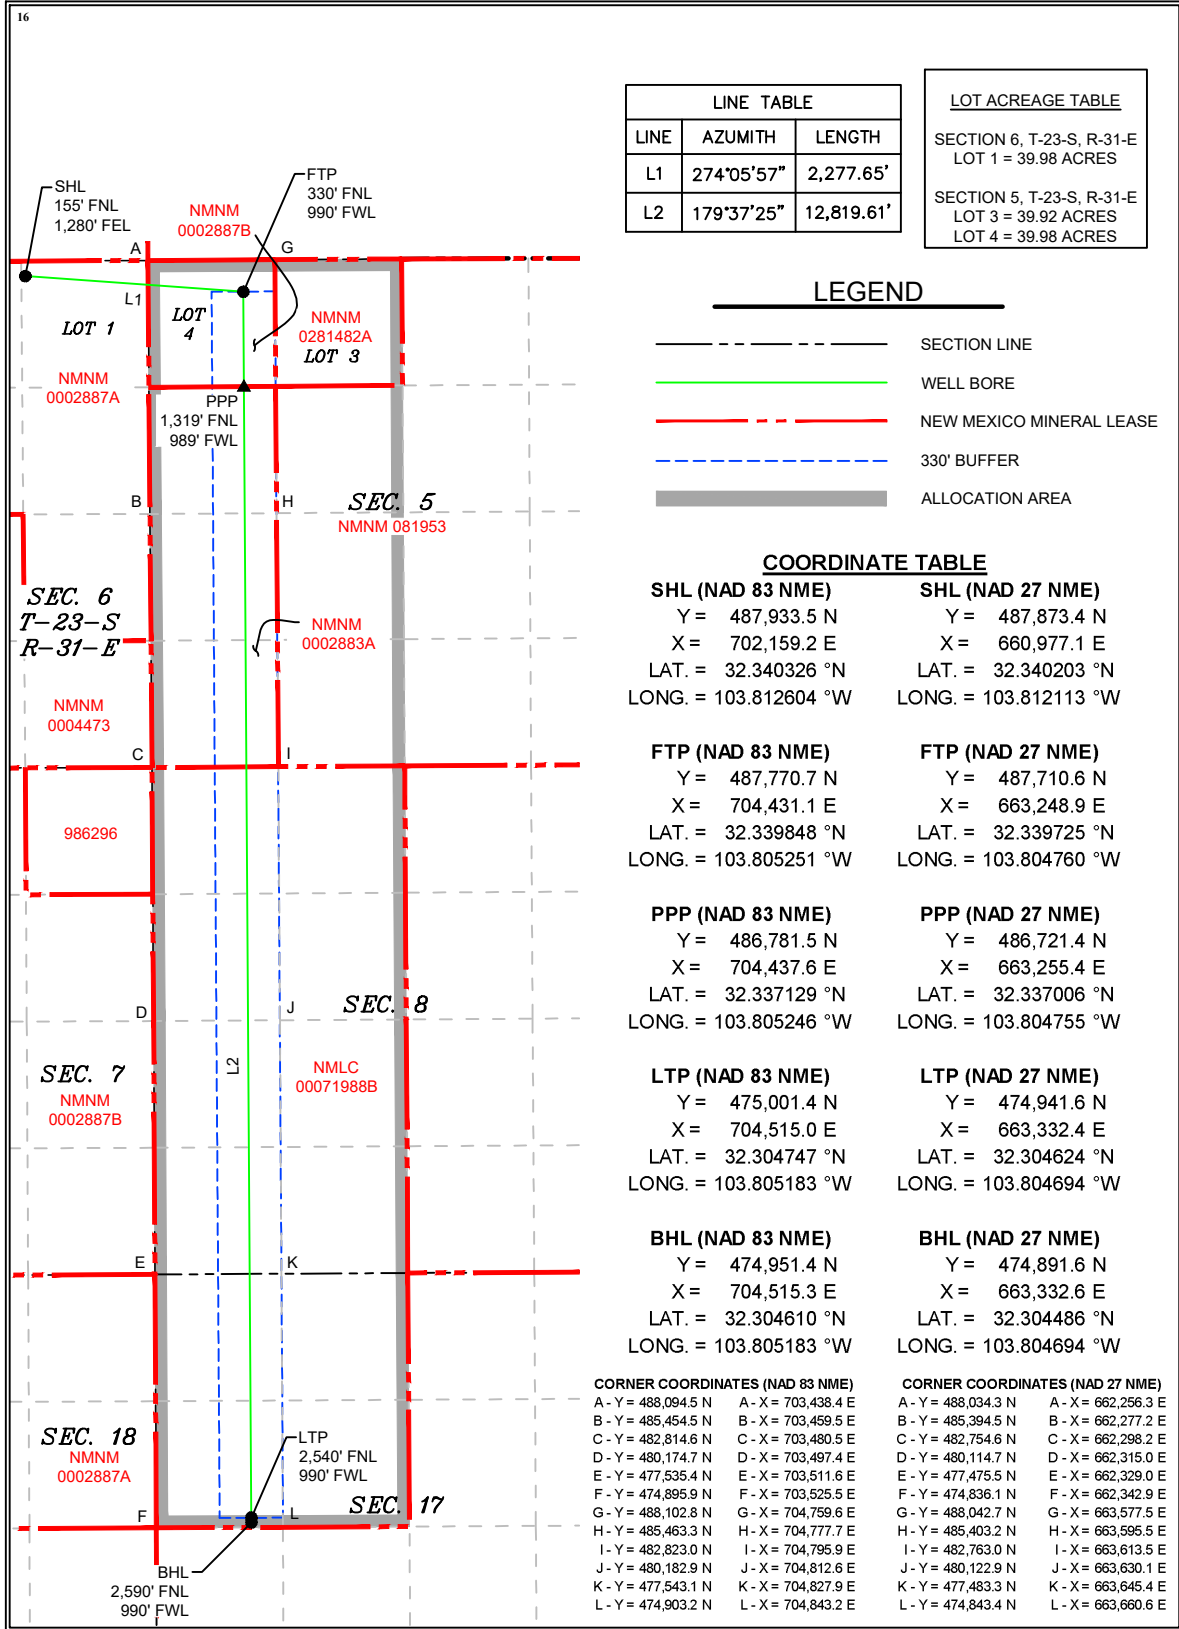 16
SHL
155' FNL
1,280' FEL
FTP
330' FNL
990' FWL
NMNM
0002887B
A
G
L1
LOT 1
LOT
4
NMNM
0281482A
LOT 3
NMNM
0002887A
PPP
1,319' FNL
989' FWL
B
H
SEC. 5
NMNM 081953
SEC. 6
T-23-S
R-31-E
NMNM
0002883A
NMNM
0004473
C
I
986296
D
J
SEC. 8
L2
SEC. 7
NMNM
0002887B
NMLC
00071988B
E
K
SEC. 18
NMNM
0002887A
LTP
2,540' FNL
990' FWL
F
L
SEC. 17
BHL
2,590' FNL
990' FWL
LINE TABLE
LINE AZUMITH LENGTH
L1 274°05'57" 2,277.65'
L2 179°37'25" 12,819.61'
LOT ACREAGE TABLE
SECTION 6, T-23-S, R-31-E
LOT 1 = 39.98 ACRES
SECTION 5, T-23-S, R-31-E
LOT 3 = 39.92 ACRES
LOT 4 = 39.98 ACRES
LEGEND
SECTION LINE
WELL BORE
NEW MEXICO MINERAL LEASE
330' BUFFER
ALLOCATION AREA
COORDINATE TABLE
SHL (NAD 83 NME) SHL (NAD 27 NME)
Y = 487,933.5 N Y = 487,873.4 N
X = 702,159.2 E X = 660,977.1 E
LAT. = 32.340326 °N LAT. = 32.340203 °N
LONG. = 103.812604 °W LONG. = 103.812113 °W
FTP (NAD 83 NME) FTP (NAD 27 NME)
Y = 487,770.7 N Y = 487,710.6 N
X = 704,431.1 E X = 663,248.9 E
LAT. = 32.339848 °N LAT. = 32.339725 °N
LONG. = 103.805251 °W LONG. = 103.804760 °W
PPP (NAD 83 NME) PPP (NAD 27 NME)
Y = 486,781.5 N Y = 486,721.4 N
X = 704,437.6 E X = 663,255.4 E
LAT. = 32.337129 °N LAT. = 32.337006 °N
LONG. = 103.805246 °W LONG. = 103.804755 °W
LTP (NAD 83 NME) LTP (NAD 27 NME)
Y = 475,001.4 N Y = 474,941.6 N
X = 704,515.0 E X = 663,332.4 E
LAT. = 32.304747 °N LAT. = 32.304624 °N
LONG. = 103.805183 °W LONG. = 103.804694 °W
BHL (NAD 83 NME) BHL (NAD 27 NME)
Y = 474,951.4 N Y = 474,891.6 N
X = 704,515.3 E X = 663,332.6 E
LAT. = 32.304610 °N LAT. = 32.304486 °N
LONG. = 103.805183 °W LONG. = 103.804694 °W
CORNER COORDINATES (NAD 83 NME) CORNER COORDINATES (NAD 27 NME)
A - Y = 488,094.5 N A - X = 703,438.4 E A - Y = 488,034.3 N A - X = 662,256.3 E
B - Y = 485,454.5 N B - X = 703,459.5 E B - Y = 485,394.5 N B - X = 662,277.2 E
C - Y = 482,814.6 N C - X = 703,480.5 E C - Y = 482,754.6 N C - X = 662,298.2 E
D - Y = 480,174.7 N D - X = 703,497.4 E D - Y = 480,114.7 N D - X = 662,315.0 E
E - Y = 477,535.4 N E - X = 703,511.6 E E - Y = 477,475.5 N E - X = 662,329.0 E
F - Y = 474,895.9 N F - X = 703,525.5 E F - Y = 474,836.1 N F - X = 662,342.9 E
G - Y = 488,102.8 N G - X = 704,759.6 E G - Y = 488,042.7 N G - X = 663,577.5 E
H - Y = 485,463.3 N H - X = 704,777.7 E H - Y = 485,403.2 N H - X = 663,595.5 E
I - Y = 482,823.0 N I - X = 704,795.9 E I - Y = 482,763.0 N I - X = 663,613.5 E
J - Y = 480,182.9 N J - X = 704,812.6 E J - Y = 480,122.9 N J - X = 663,630.1 E
K - Y = 477,543.1 N K - X = 704,827.9 E K - Y = 477,483.3 N K - X = 663,645.4 E
L - Y = 474,903.2 N L - X = 704,843.2 E L - Y = 474,843.4 N L - X = 663,660.6 E